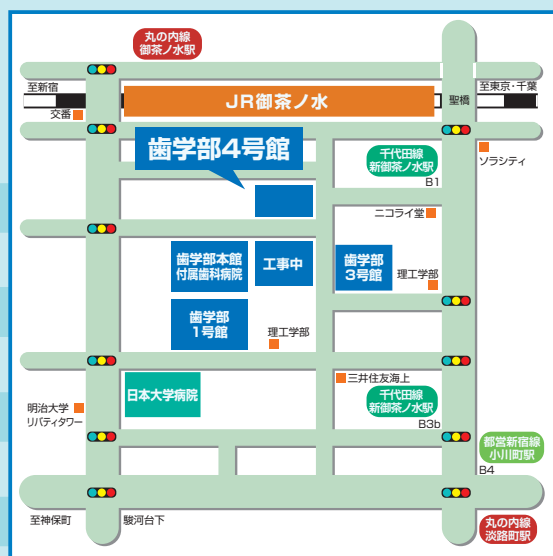 丸の内線
御茶ノ水駅
至新宿
JR御茶ノ水
聖橋
至東京・千葉
交番
歯学部4号館
千代田線
新御茶ノ水駅
B1
ソラシティ
ニコライ堂
歯学部本館
付属歯科病院
工事中
歯学部
3号館
理工学部
歯学部
1号館
理工学部
日本大学病院
三井住友海上
千代田線
新御茶ノ水駅
B3b
明治大学
リバティタワー
都営新宿線
小川町駅
B4
至神保町
駿河台下
丸の内線
淡路町駅